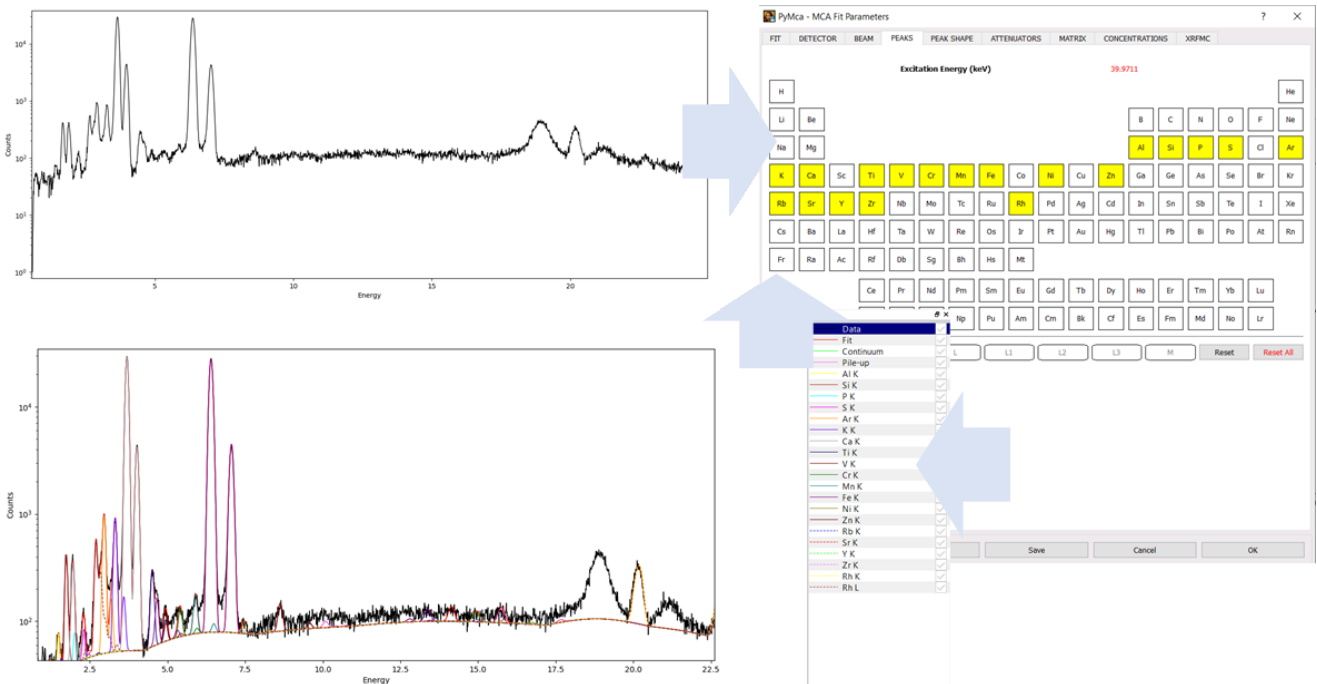 10⁴
10³
10²
10¹
10⁰
Counts
5
10
15
20
Energy
PyMca - MCA Fit Parameters
? ×
FIT DETECTOR BEAM PEAKS PEAK SHAPE ATTENUATORS MATRIX CONCENTRATIONS XRFMC
Excitation Energy (keV) 39.9711
H He
Li Be B C N O F Ne
Na Mg Al Si P S Cl Ar
K Ca Sc Ti V Cr Mn Fe Co Ni Cu Zn Ga Ge As Se Br Kr
Rb Sr Y Zr Nb Mo Tc Ru Rh Pd Ag Cd In Sn Sb Te I Xe
Cs Ba La Hf Ta W Re Os Ir Pt Au Hg Tl Pb Bi Po At Rn
Fr Ra Ac Rf Db Sg Bh Hs Mt
Ce Pr Nd Pm Sm Eu Gd Tb Dy Ho Er Tm Yb Lu
Np Pu Am Cm Bk Cf Es Fm Md No Lr
L L1 L2 L3 M Reset Reset All
Save Cancel OK
Data
Fit
Continuum
Pile-up
Al K
Si K
P K
S K
Ar K
K K
Ca K
Ti K
V K
Cr K
Mn K
Fe K
Ni K
Zn K
Rb K
Sr K
Y K
Zr K
Rh K
Rh L
10⁴
10³
10²
Counts
2.5
5.0
7.5
10.0
12.5
15.0
17.5
20.0
22.5
Energy